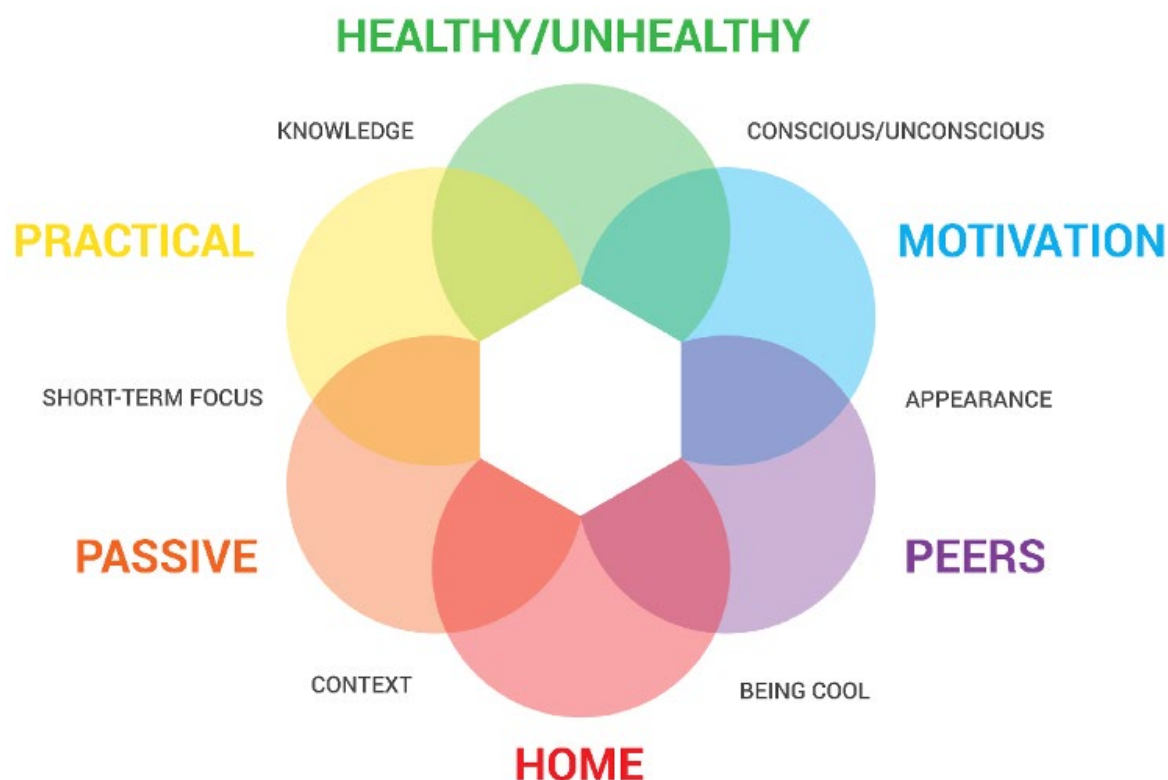 HEALTHY/UNHEALTHY
KNOWLEDGE
CONSCIOUS/UNCONSCIOUS
PRACTICAL
MOTIVATION
SHORT-TERM FOCUS
APPEARANCE
PASSIVE
PEERS
CONTEXT
BEING COOL
HOME